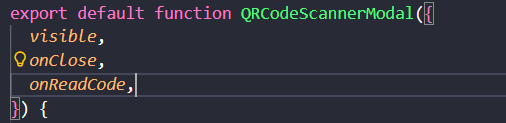 export default function QRCodeScannerModal({
visible,
onClose,
onReadCode,
}) {